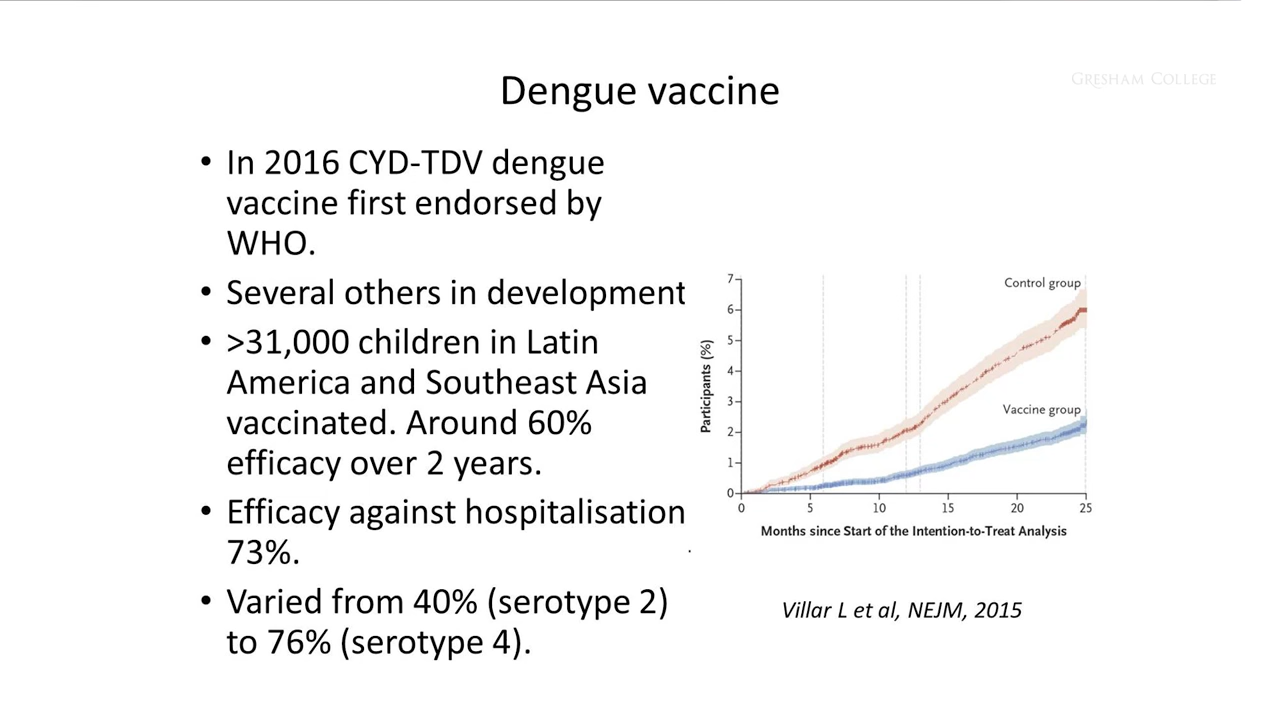 GRESHAM COLLEGE
Dengue vaccine
• In 2016 CYD-TDV dengue
vaccine first endorsed by
WHO.
• Several others in development
• >31,000 children in Latin
America and Southeast Asia
vaccinated. Around 60%
efficacy over 2 years.
• Efficacy against hospitalisation
73%.
• Varied from 40% (serotype 2)
to 76% (serotype 4).
Participants (%)
7
6
5
4
3
2
1
0
Control group
Vaccine group
0 5 10 15 20 25
Months since Start of the Intention-to-Treat Analysis
.
Villar L et al, NEJM, 2015